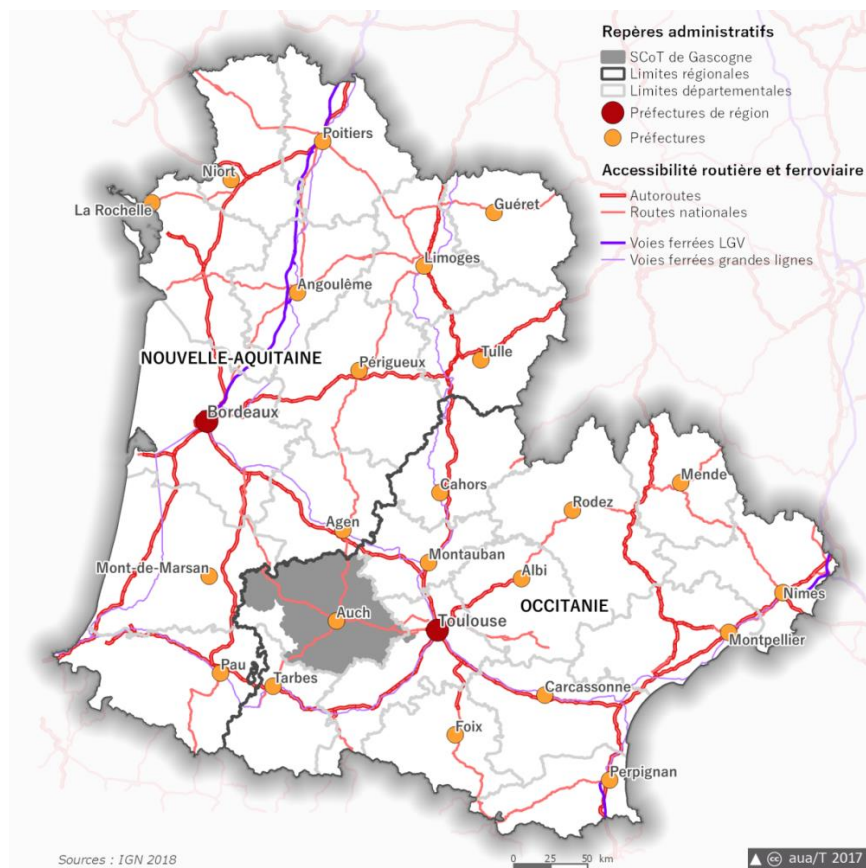 Repères administratifs
SCoT de Gascogne
Limites régionales
Limites départementales
Préfectures de région
Préfectures
Accessibilité routière et ferroviaire
Autoroutes
Routes nationales
Voies ferrées LGV
Voies ferrées grandes lignes
Poitiers
Niort
La Rochelle
Guéret
Limoges
Angoulême
NOUVELLE-AQUITAINE
Périgueux
Tulle
Bordeaux
Cahors
Mende
Rodez
Agen
Montauban
Mont-de-Marsan
Albi
Nîmes
Auch
OCCITANIE
Toulouse
Montpellier
Pau
Tarbes
Carcassonne
Foix
Perpignan
Sources : IGN 2018
0 25 50 km
cc aua/T 2017